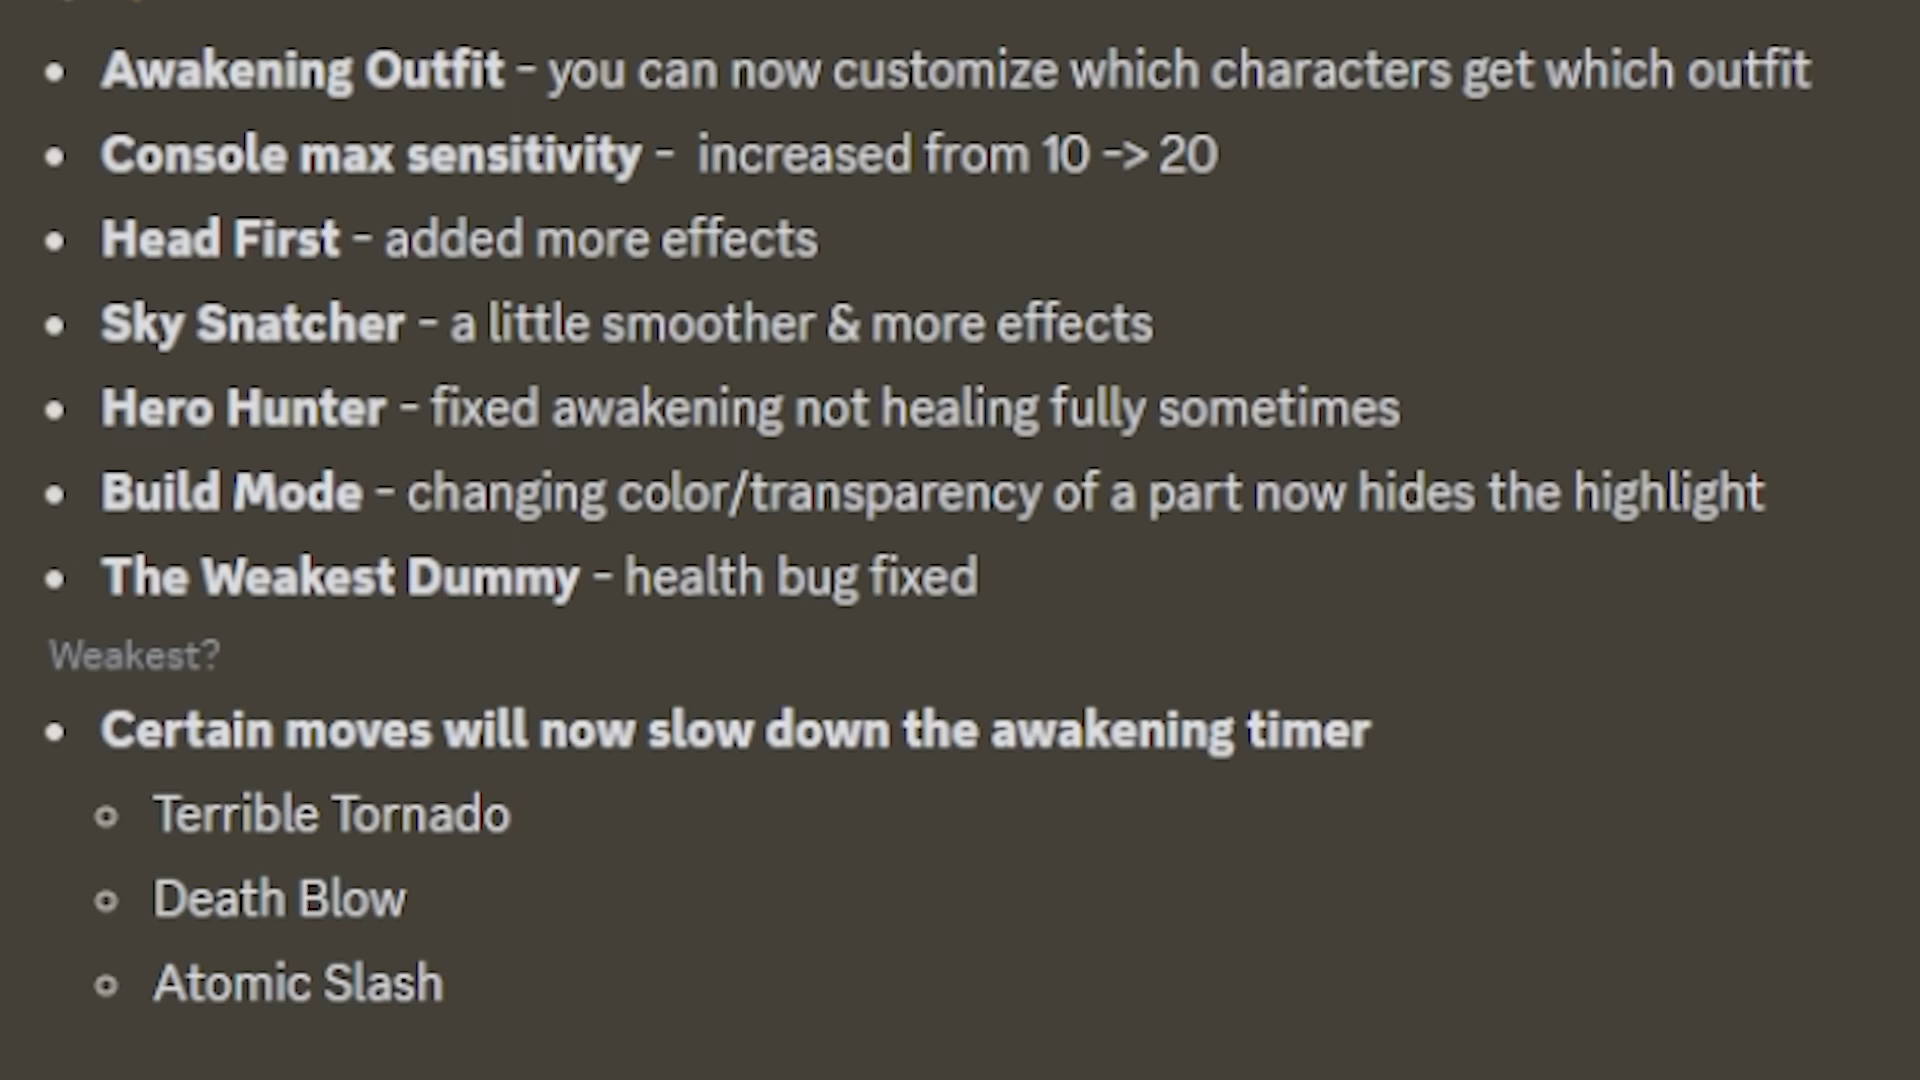 • Awakening Outfit - you can now customize which characters get which outfit
• Console max sensitivity -  increased from 10 -> 20
• Head First - added more effects
• Sky Snatcher - a little smoother & more effects
• Hero Hunter - fixed awakening not healing fully sometimes
• Build Mode - changing color/transparency of a part now hides the highlight
• The Weakest Dummy - health bug fixed
Weakest?
• Certain moves will now slow down the awakening timer
◦ Terrible Tornado
◦ Death Blow
◦ Atomic Slash